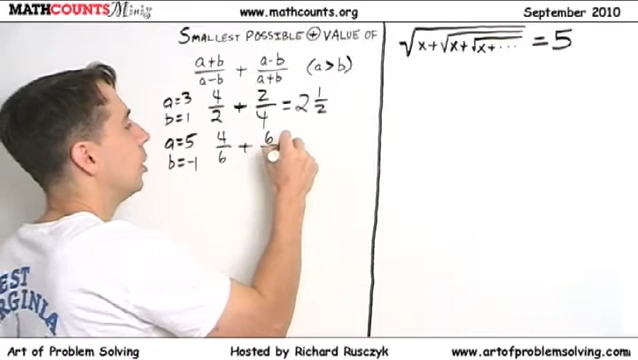 www.MATHCOUNTS.org
MATHCOUNTS Minis
September 2010
SMALLEST POSSIBLE ⊕ VALUE OF
a+b/a-b + a-b/a+b (a>b)
a=3 4/2 + 2/4 = 2 1/2
b=1
a=5 4/6 + 6
b=-1
√x+√x+√x+··· = 5
EST
RGINIA
Art of Problem Solving
Hosted by Richard Rusczyk
www.artofproblemsolving.com